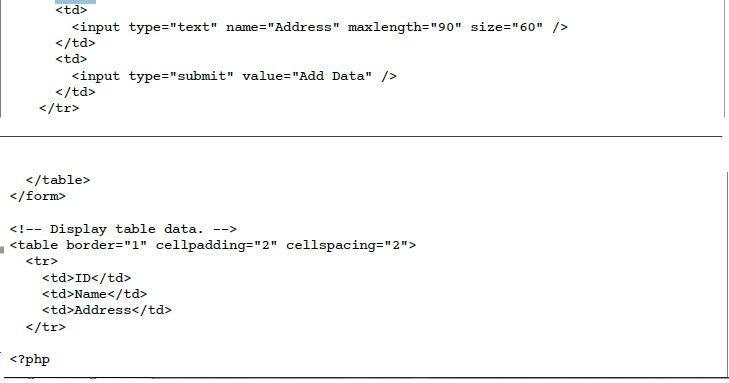 <td>
<input type="text" name="Address" maxlength="90" size="60" />
</td>
<td>
<input type="submit" value="Add Data" />
</td>
</tr>
</table>
</form>
<!-- Display table data. -->
<table border="1" cellpadding="2" cellspacing="2">
<tr>
<td>ID</td>
<td>Name</td>
<td>Address</td>
</tr>
<?php